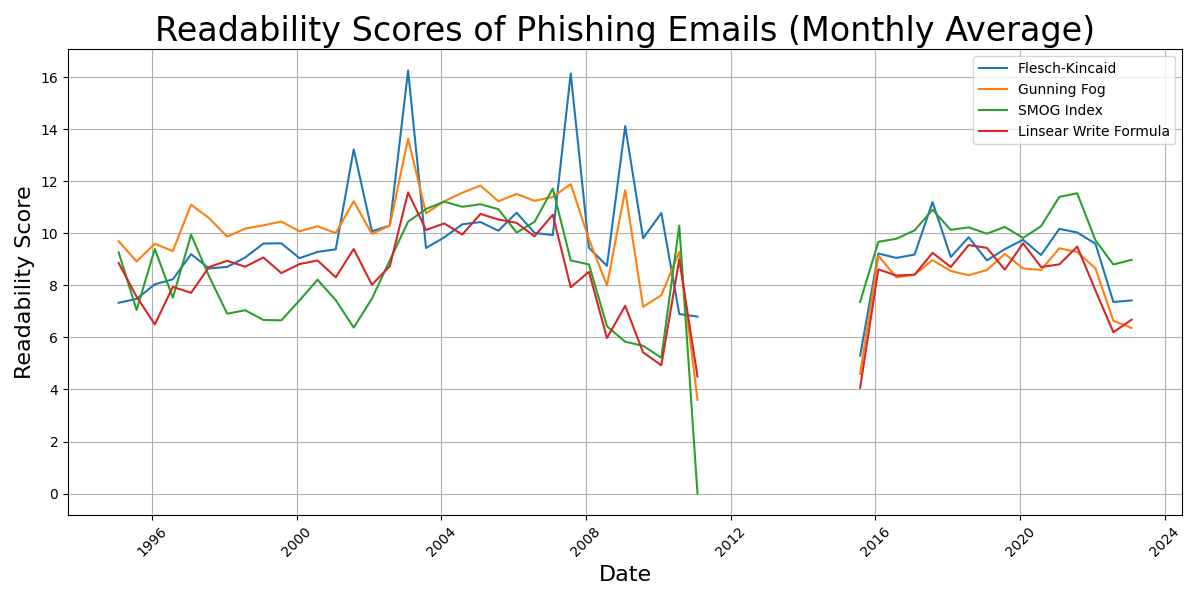 Readability Scores of Phishing Emails (Monthly Average)
Flesch-Kincaid
Gunning Fog
SMOG Index
Linsear Write Formula
Readability Score
16
14
12
10
8
6
4
2
0
1996
2000
2004
2008
2012
2016
2020
2024
Date